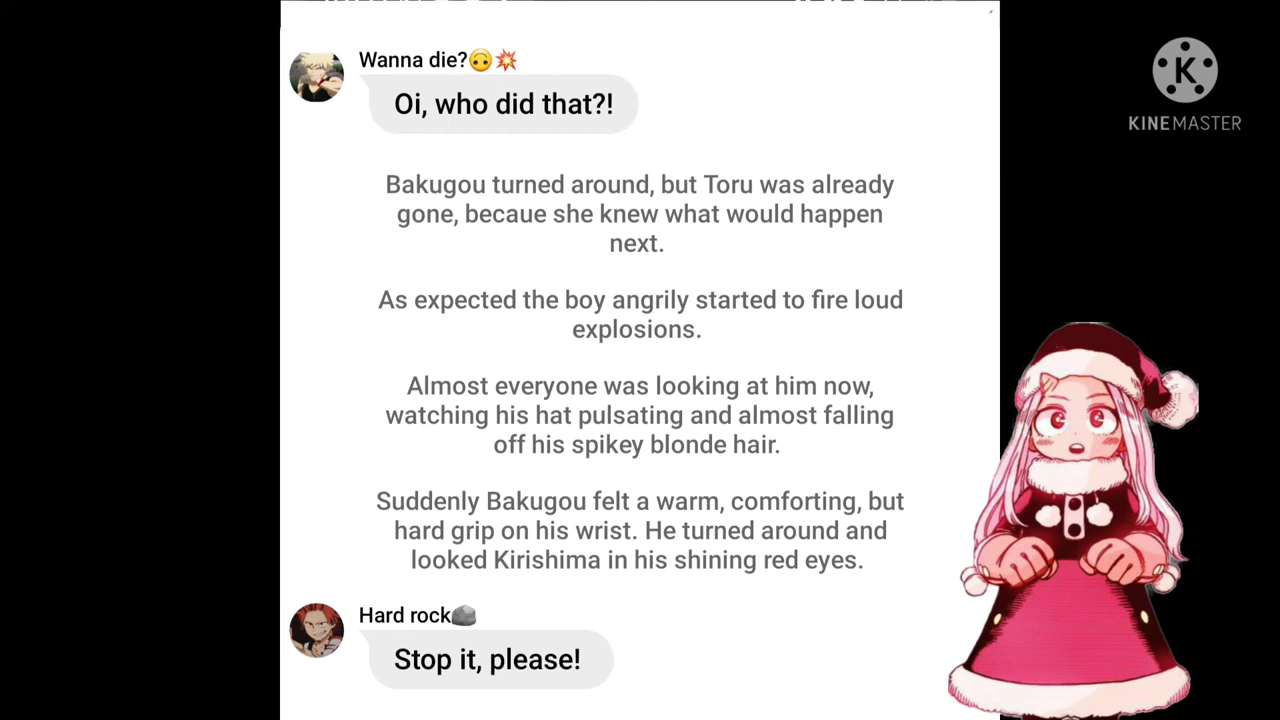 Wanna die?🙃💥
Oi, who did that?!
Bakugou turned around, but Toru was already
gone, becaue she knew what would happen
next.
As expected the boy angrily started to fire loud
explosions.
Almost everyone was looking at him now,
watching his hat pulsating and almost falling
off his spikey blonde hair.
Suddenly Bakugou felt a warm, comforting, but
hard grip on his wrist. He turned around and
looked Kirishima in his shining red eyes.
Hard rock🪨
Stop it, please!
K
KINEMASTER